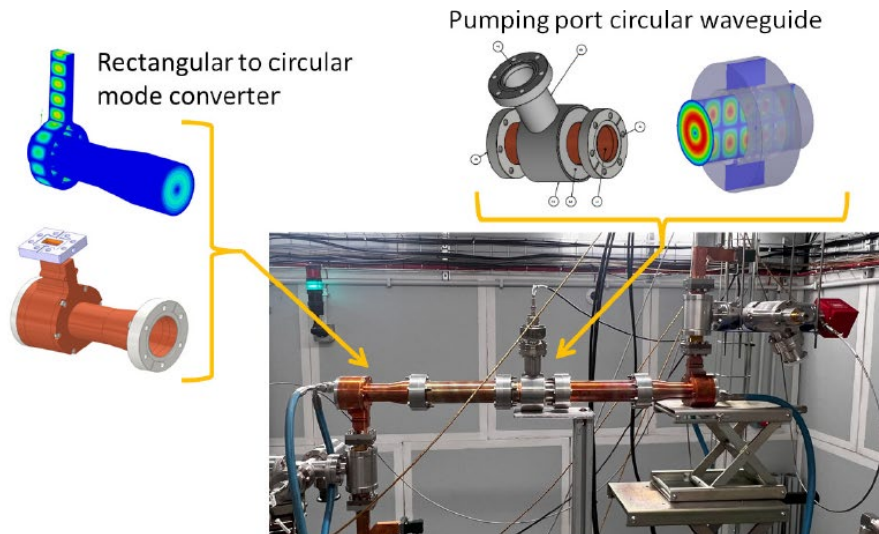 Pumping port circular waveguide
Rectangular to circular
mode converter